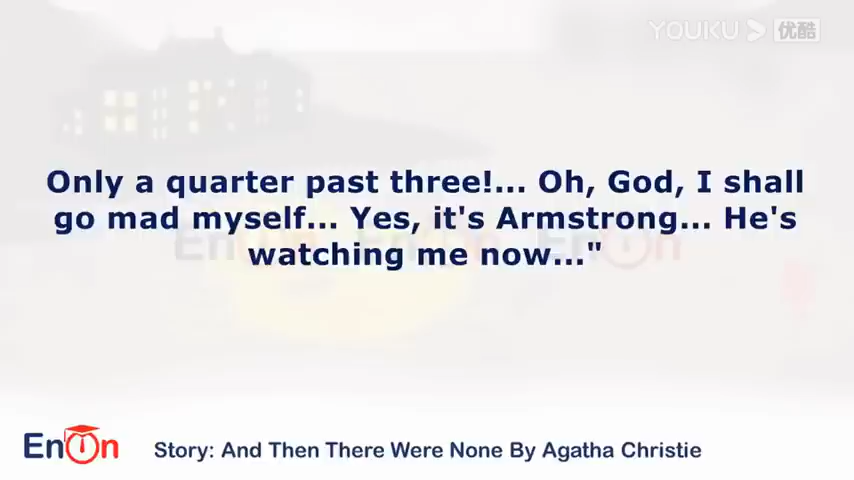 YOUKU 优酷
Only a quarter past three!... Oh, God, I shall
go mad myself... Yes, it's Armstrong... He's
watching me now..."
EnOn
Story: And Then There Were None By Agatha Christie